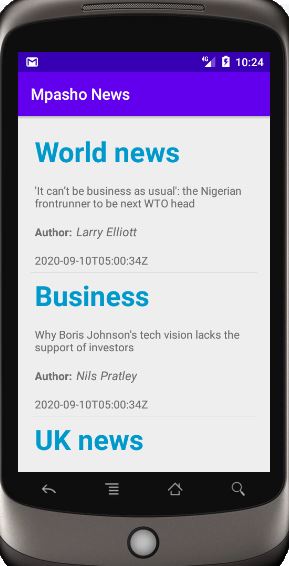 4G 10:24
Mpasho News
World news
'It can't be business as usual': the Nigerian
frontrunner to be next WTO head
Author: Larry Elliott
2020-09-10T05:00:34Z
Business
Why Boris Johnson's tech vision lacks the
support of investors
Author: Nils Pratley
2020-09-10T05:00:34Z
UK news